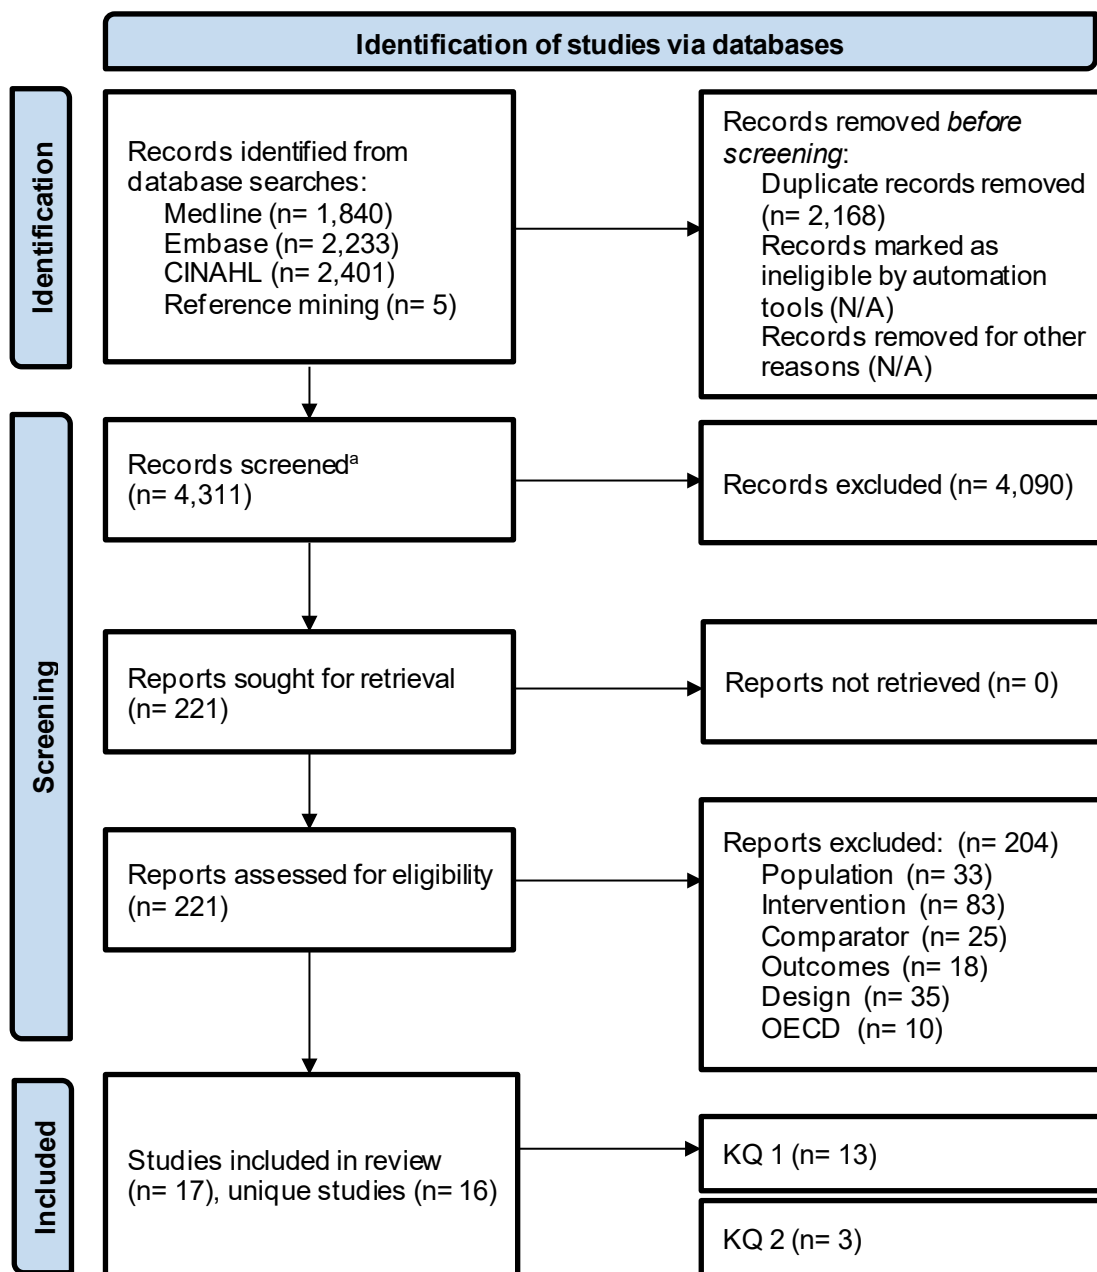 Identification of studies via databases
Identification
Records identified from
database searches:
Medline (n= 1,840)
Embase (n= 2,233)
CINAHL (n= 2,401)
Reference mining (n= 5)
Records removed before
screening:
Duplicate records removed
(n= 2,168)
Records marked as
ineligible by automation
tools (N/A)
Records removed for other
reasons (N/A)
Screening
Records screenedᵃ
(n= 4,311)
Records excluded (n= 4,090)
Reports sought for retrieval
(n= 221)
Reports not retrieved (n= 0)
Reports assessed for eligibility
(n= 221)
Reports excluded: (n= 204)
Population (n= 33)
Intervention (n= 83)
Comparator (n= 25)
Outcomes (n= 18)
Design (n= 35)
OECD (n= 10)
Included
Studies included in review
(n= 17), unique studies (n= 16)
KQ 1 (n= 13)
KQ 2 (n= 3)